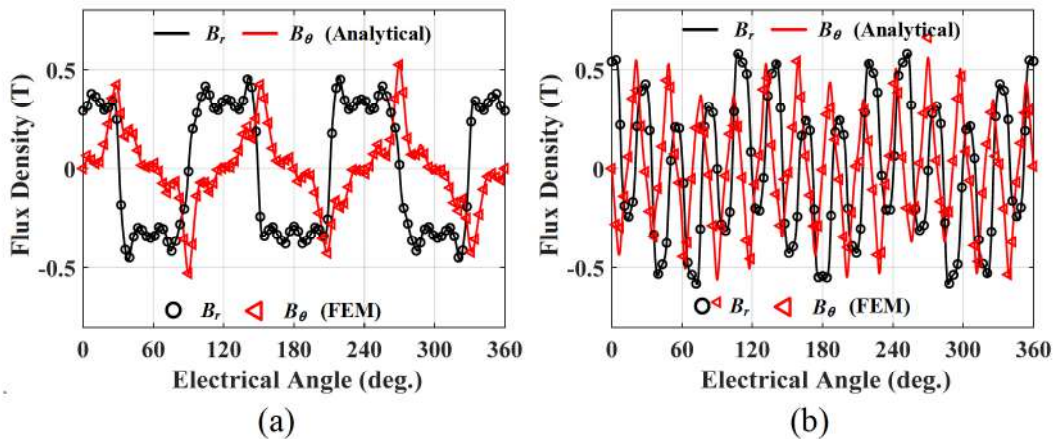 Br Bθ (Analytical)
Flux Density (T)
0.5
0
-0.5
Br Bθ (FEM)
0 60 120 180 240 300 360
Electrical Angle (deg.)
(a)
Br Bθ (Analytical)
Flux Density (T)
0.5
0
-0.5
Br Bθ (FEM)
0 60 120 180 240 300 360
Electrical Angle (deg.)
(b)